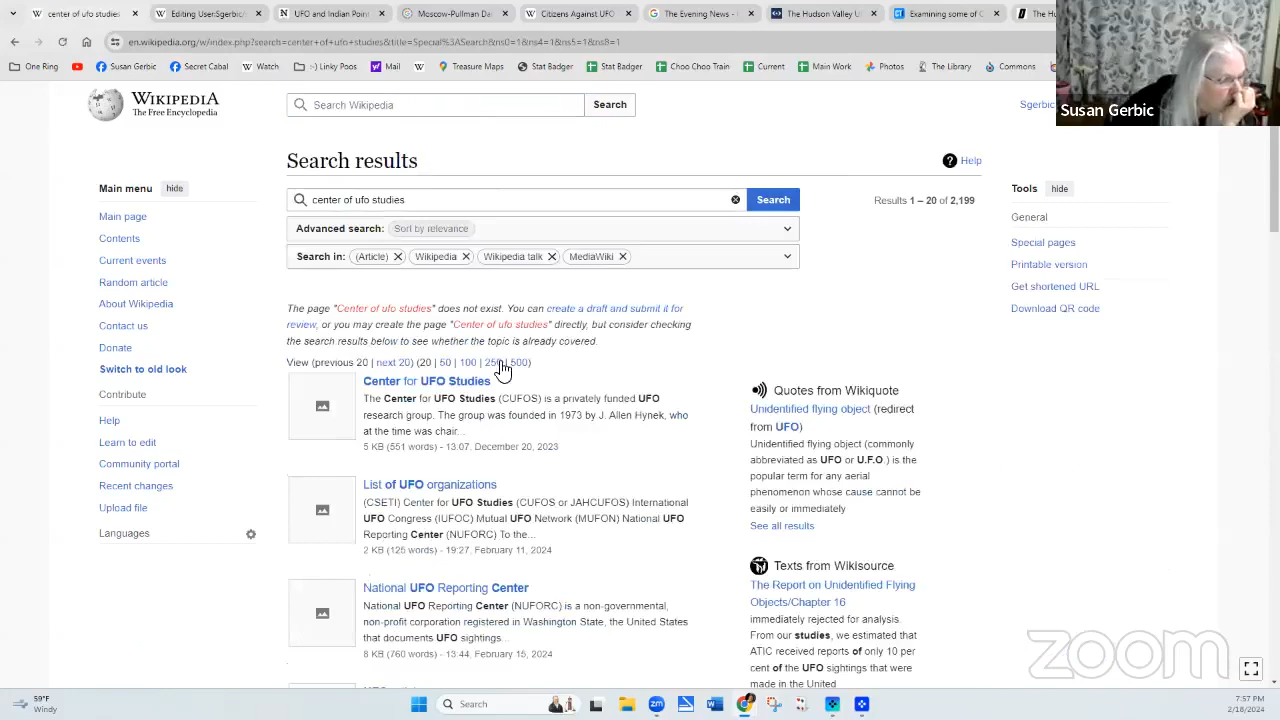 UFO in Indian Point
Editing User:Sgerbic/
Moscow-Pullman Da
Citizens Against UFO
The Evening News -
The Hudson Valley U
Examining some of C
The Hu
en.wikipedia.org/w/index.php?search=center+of+ufo+studies&title=Special%3ASearch&ns0=1&ns4=1&ns5=1&ns8=1
One Ring
Susan Gerbic
Secret Cabal
Watch
:-) Linky Poo
Mail
Treasure Maps
Stat Badger
Stat Badger
Choo Choo Train
Current
Main Work
Photos
The Library
Commons
Susan Gerbic
WIKIPEDIA
The Free Encyclopedia
Search Wikipedia
Search
Sgerbic
Search results
Help
Main menu hide
center of ufo studies
Search
Results 1 – 20 of 2,199
Tools hide
Main page
Contents
Current events
Random article
About Wikipedia
Contact us
Donate
Switch to old look
Contribute
Help
Learn to edit
Community portal
Recent changes
Upload file
Languages
Advanced search: Sort by relevance
Search in: (Article) Wikipedia Wikipedia talk MediaWiki
The page "Center of ufo studies" does not exist. You can create a draft and submit it for
review, or you may create the page "Center of ufo studies" directly, but consider checking
the search results below to see whether the topic is already covered.
View (previous 20 | next 20) (20 | 50 | 100 | 250 | 500)
Center for UFO Studies
The Center for UFO Studies (CUFOS) is a privately funded UFO
research group. The group was founded in 1973 by J. Allen Hynek, who
at the time was chair...
5 KB (551 words) - 13:07, December 20, 2023
List of UFO organizations
(CSETI) Center for UFO Studies (CUFOS or JAHCUFOS) International
UFO Congress (IUFOC) Mutual UFO Network (MUFON) National UFO
Reporting Center (NUFORC) To the...
2 KB (125 words) - 19:27, February 11, 2024
National UFO Reporting Center
National UFO Reporting Center (NUFORC) is a non-governmental,
non-profit corporation registered in Washington State, the United States
that documents UFO sightings...
8 KB (760 words) - 13:44, February 15, 2024
Quotes from Wikiquote
Unidentified flying object (redirect
from UFO)
Unidentified flying object (commonly
abbreviated as UFO or U.F.O.) is the
popular term for any aerial
phenomenon whose cause cannot be
easily or immediately
See all results
Texts from Wikisource
The Report on Unidentified Flying
Objects/Chapter 16
immediately rejected for analysis.
From our studies, we estimated that
ATIC received reports of only 10 per
cent of the UFO sightings that were
made in the United
General
Special pages
Printable version
Get shortened URL
Download QR code
zoom
59°F
Windy
Search
7:57 PM
2/18/2024